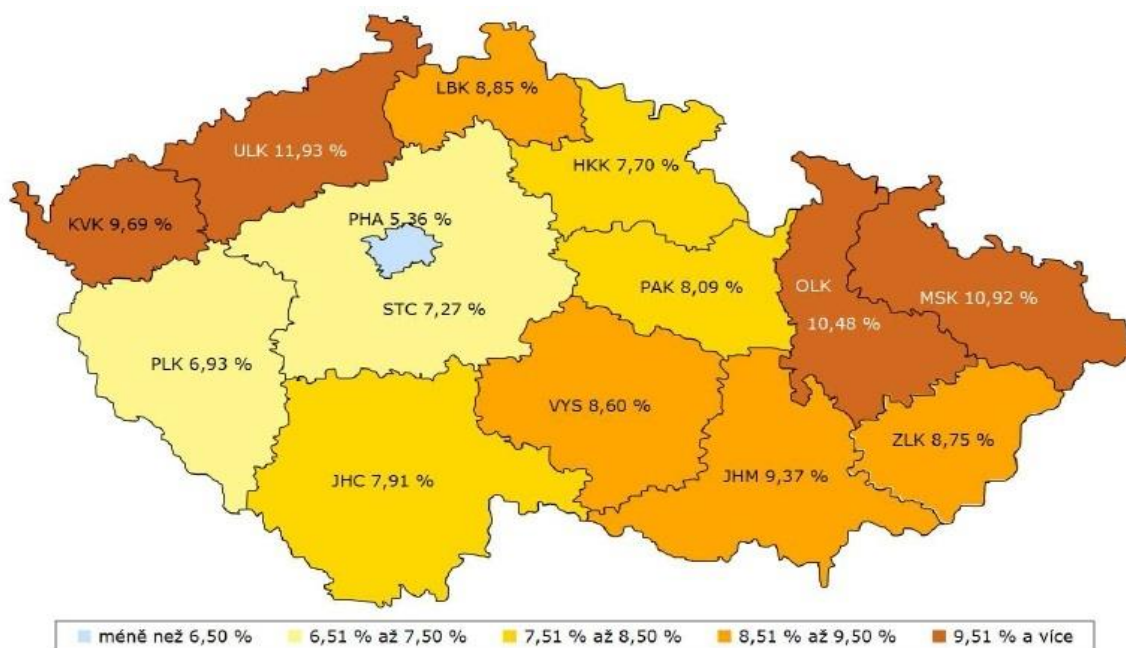 LBK 8,85 %
ULK 11,93 %
HKK 7,70 %
KVK 9,69 %
PHA 5,36 %
PAK 8,09 %
OLK
10,48 %
MSK 10,92 %
STC 7,27 %
PLK 6,93 %
VYS 8,60 %
ZLK 8,75 %
JHC 7,91 %
JHM 9,37 %
méně než 6,50 % 6,51 % až 7,50 % 7,51 % až 8,50 % 8,51 % až 9,50 % 9,51 % a více